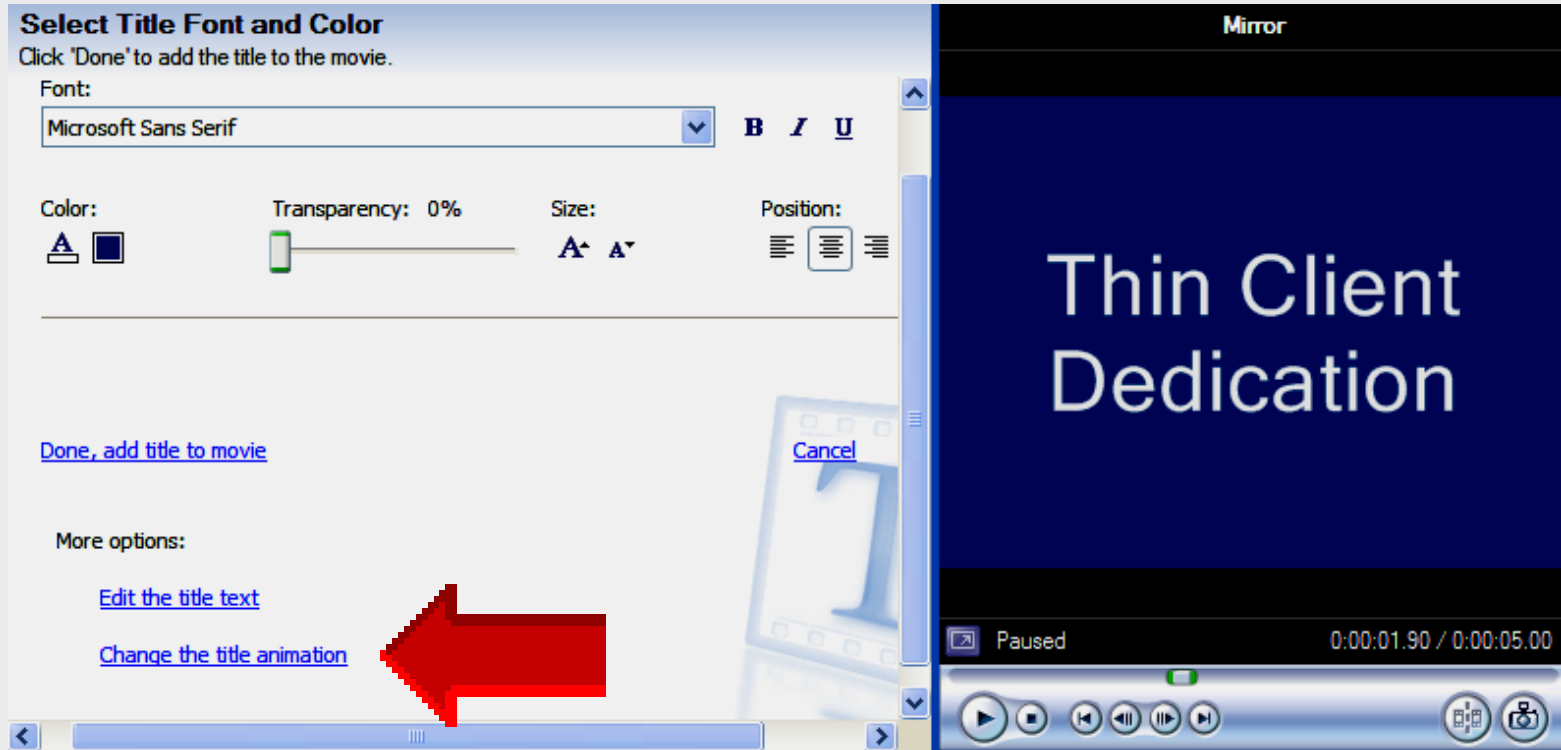 Select Title Font and Color
Click 'Done' to add the title to the movie.
Font:
Microsoft Sans Serif
B I U
Color:
Transparency: 0%
Size:
Position:
A
A A
Done, add title to movie
Cancel
More options:
Edit the title text
Change the title animation
T
Mirror
Thin Client
Dedication
Paused
0:00:01.90 / 0:00:05.00